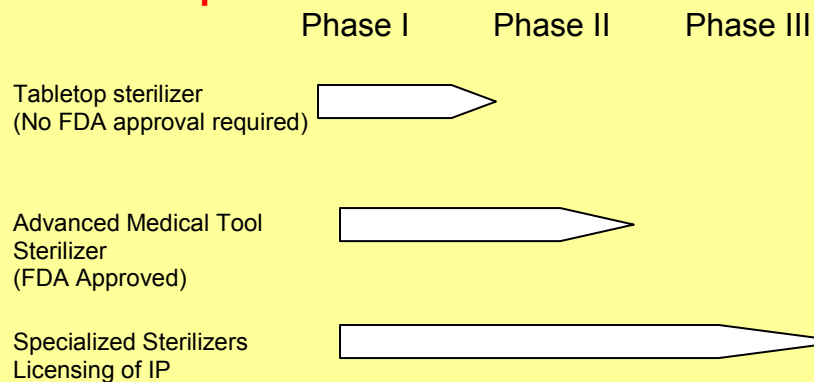 Phase I Phase II Phase III
Tabletop sterilizer
(No FDA approval required)
Advanced Medical Tool
Sterilizer
(FDA Approved)
Specialized Sterilizers
Licensing of IP